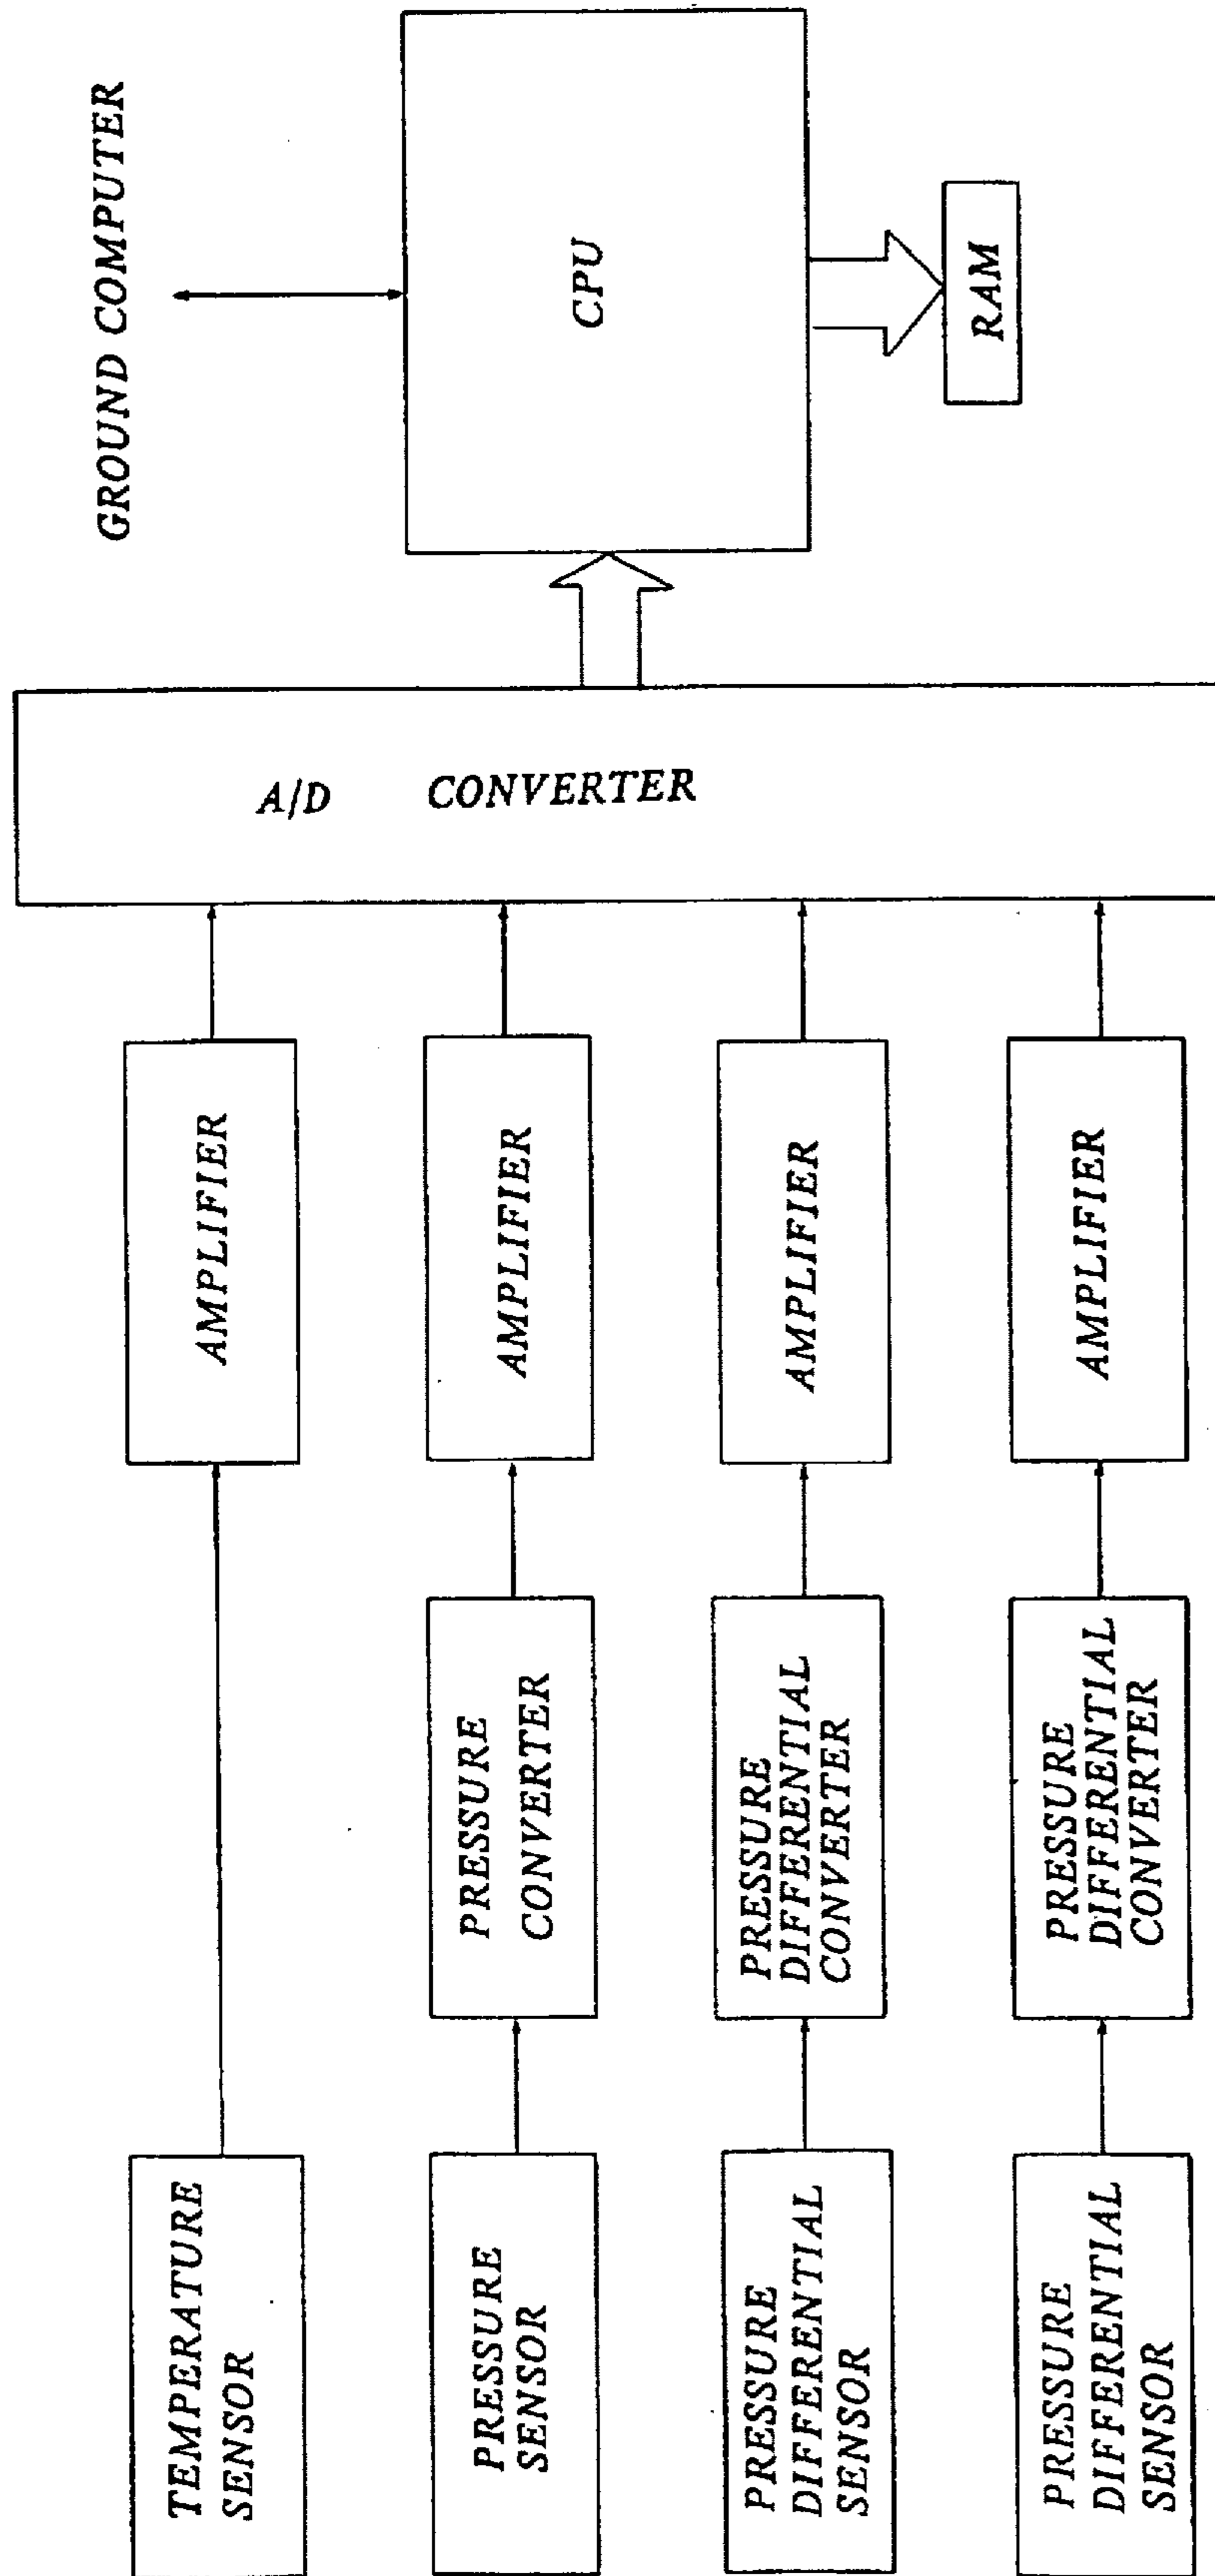 TEMPERATURE
SENSOR
AMPLIFIER
PRESSURE
SENSOR
PRESSURE
CONVERTER
AMPLIFIER
PRESSURE
DIFFERENTIAL
SENSOR
PRESSURE
DIFFERENTIAL
CONVERTER
AMPLIFIER
PRESSURE
DIFFERENTIAL
SENSOR
PRESSURE
DIFFERENTIAL
CONVERTER
AMPLIFIER
A/D CONVERTER
GROUND COMPUTER
CPU
RAM